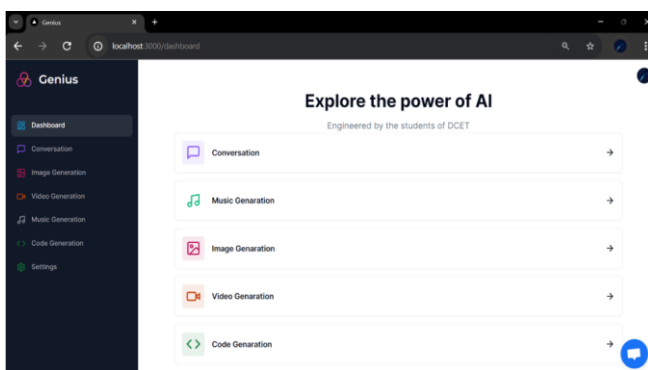 Genius
localhost:3000/dashboard
Genius
Dashboard
Conversation
Image Generation
Video Generation
Music Generation
Code Generation
Settings
Explore the power of AI
Engineered by the students of DCET
Conversation
Music Genaration
Image Genaration
Video Genaration
Code Genaration